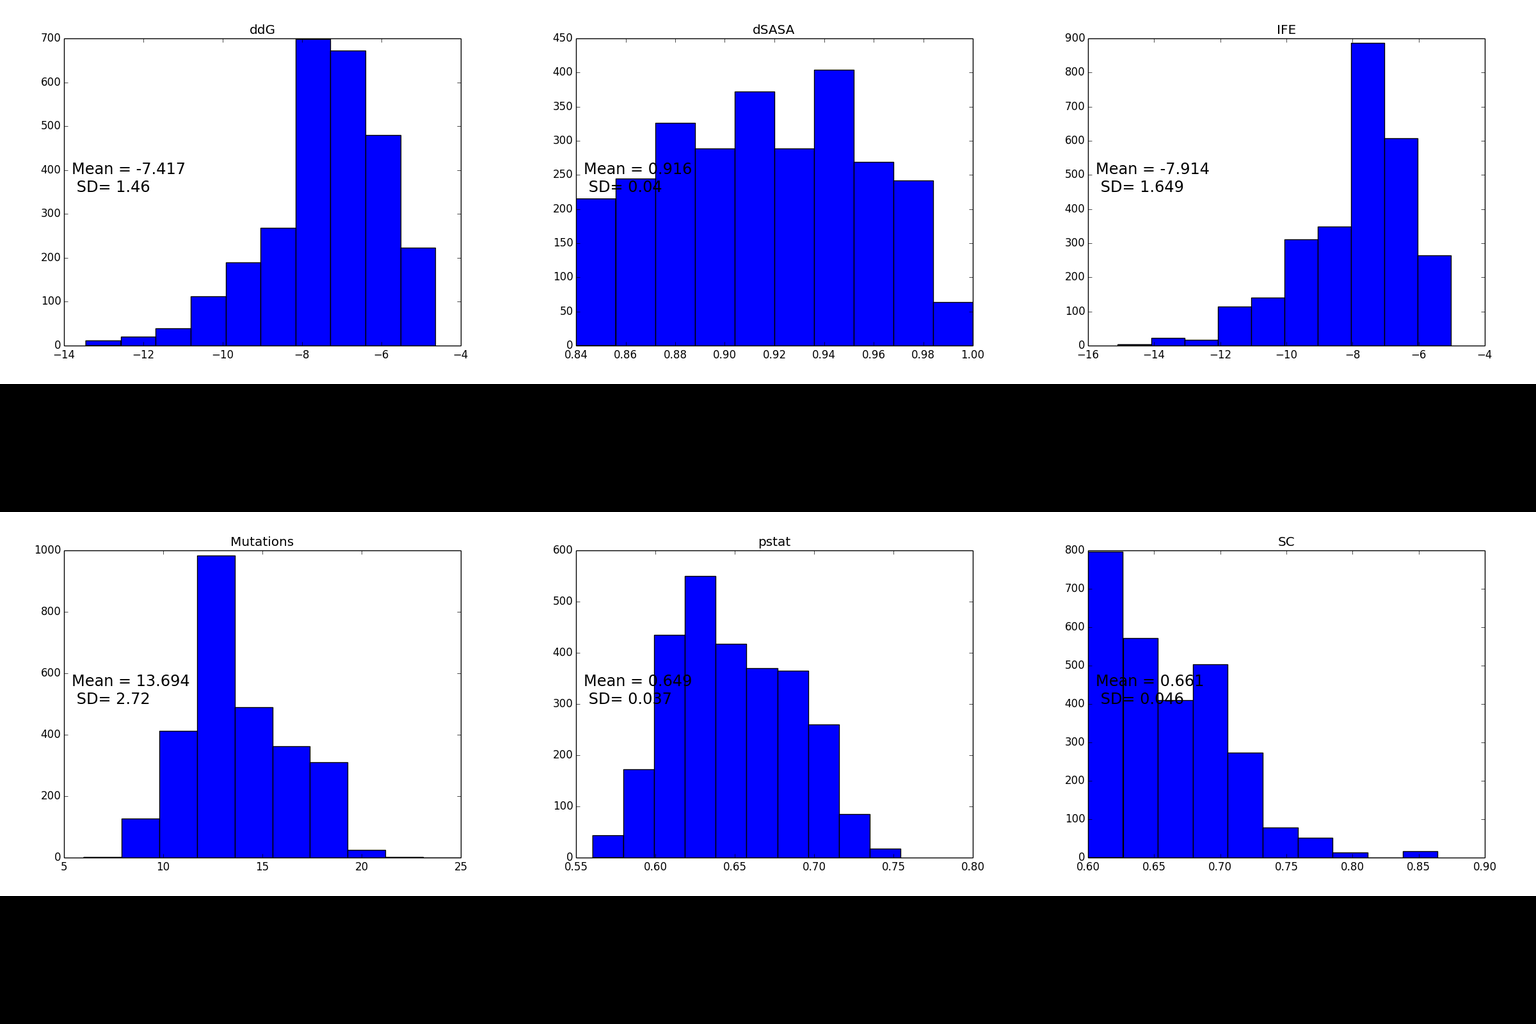 ddG
700
600
500
400
300
200
100
0
Mean = -7.417
SD= 1.46
−14 −12 −10 −8 −6 −4
dSASA
450
400
350
300
250
200
150
100
50
0
Mean = 0.916
SD= 0.04
0.84 0.86 0.88 0.90 0.92 0.94 0.96 0.98 1.00
IFE
900
800
700
600
500
400
300
200
100
0
Mean = -7.914
SD= 1.649
−16 −14 −12 −10 −8 −6 −4
Mutations
1000
800
600
400
200
0
Mean = 13.694
SD= 2.72
5 10 15 20 25
pstat
600
500
400
300
200
100
0
Mean = 0.649
SD= 0.037
0.55 0.60 0.65 0.70 0.75 0.80
SC
800
700
600
500
400
300
200
100
0
Mean = 0.661
SD= 0.046
0.60 0.65 0.70 0.75 0.80 0.85 0.90